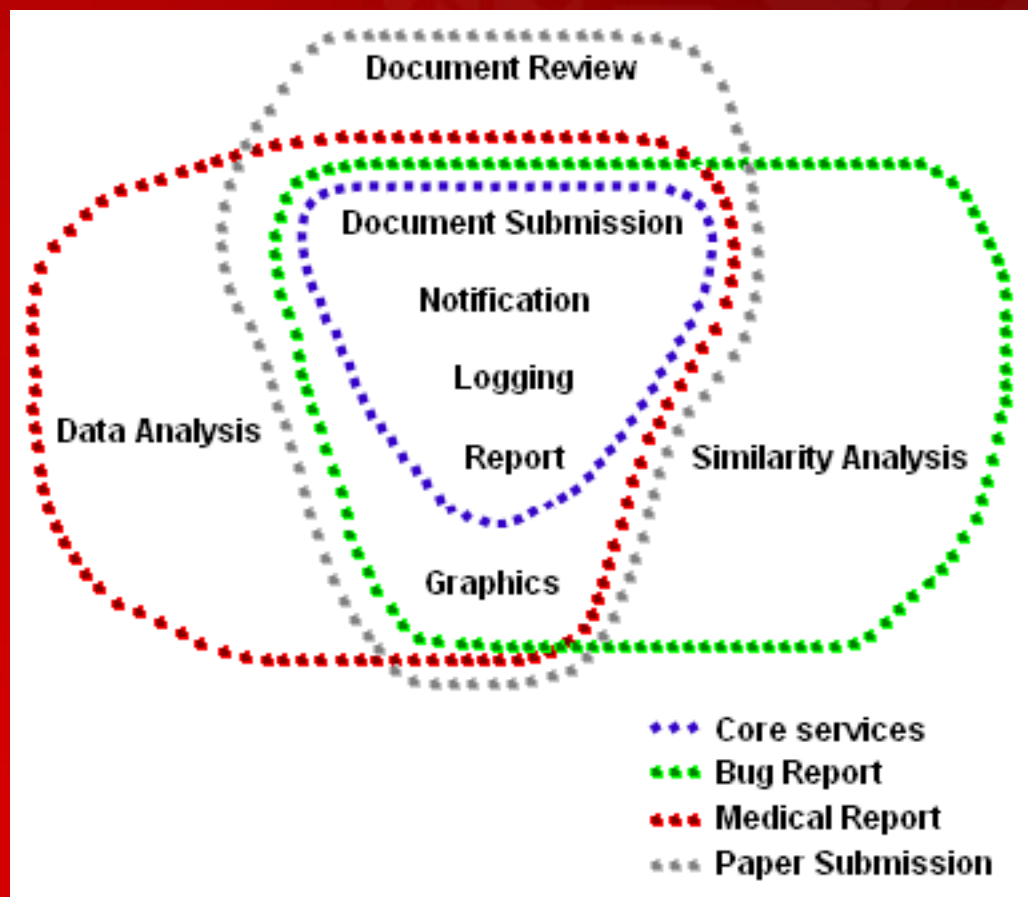 Document Review
Document Submission
Notification
Logging
Data Analysis
Report
Similarity Analysis
Graphics
Core services
Bug Report
Medical Report
Paper Submission